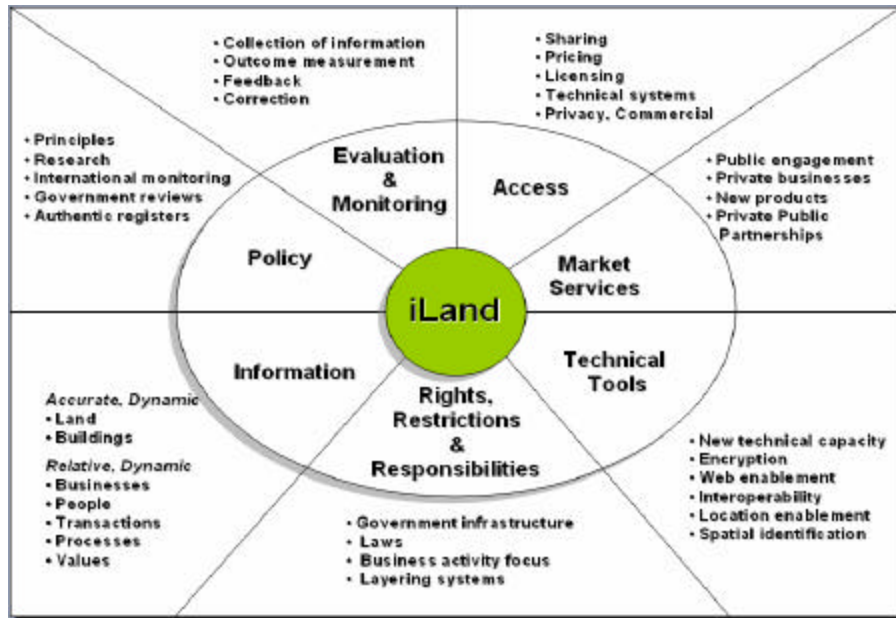 • Collection of information
• Outcome measurement
• Feedback
• Correction
• Sharing
• Pricing
• Licensing
• Technical systems
• Privacy, Commercial
• Principles
• Research
• International monitoring
• Government reviews
• Authentic registers
Evaluation
&
Monitoring
Access
• Public engagement
• Private businesses
• New products
• Private Public
Partnerships
Policy
Market
Services
iLand
Information
Technical
Tools
Rights,
Restrictions
&
Responsibilities
Accurate, Dynamic
• Land
• Buildings
Relative, Dynamic
• Businesses
• People
• Transactions
• Processes
• Values
• Government infrastructure
• Laws
• Business activity focus
• Layering systems
• New technical capacity
• Encryption
• Web enablement
• Interoperability
• Location enablement
• Spatial identification